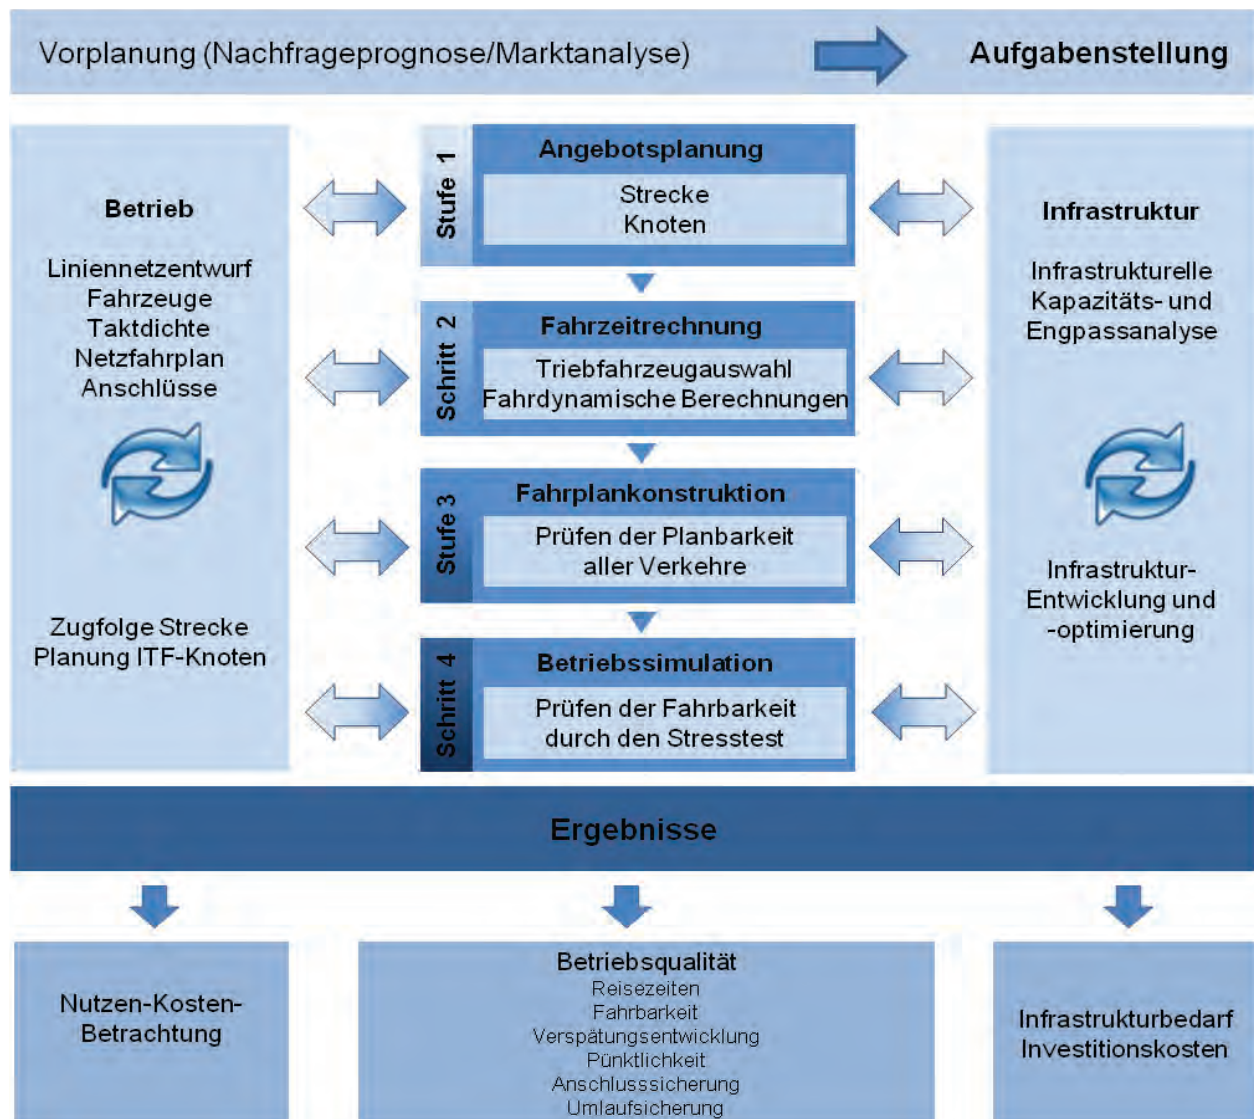 Vorplanung (Nachfrageprognose/Marktanalyse)
Aufgabenstellung
Betrieb
Liniennetzentwurf
Fahrzeuge
Taktdichte
Netzfahrplan
Anschlüsse
Zugfolge Strecke
Planung ITF-Knoten
Stufe 1
Angebotsplanung
Strecke
Knoten
Schritt 2
Fahrzeitrechnung
Triebfahrzeugauswahl
Fahrdynamische Berechnungen
Stufe 3
Fahrplankonstruktion
Prüfen der Planbarkeit
aller Verkehre
Schritt 4
Betriebssimulation
Prüfen der Fahrbarkeit
durch den Stresstest
Infrastruktur
Infrastrukturelle
Kapazitäts- und
Engpassanalyse
Infrastruktur-
Entwicklung und
-optimierung
Ergebnisse
Nutzen-Kosten-
Betrachtung
Betriebsqualität
Reisezeiten
Fahrbarkeit
Verspätungsentwicklung
Pünktlichkeit
Anschlusssicherung
Umlaufsicherung
Infrastrukturbedarf
Investitionskosten